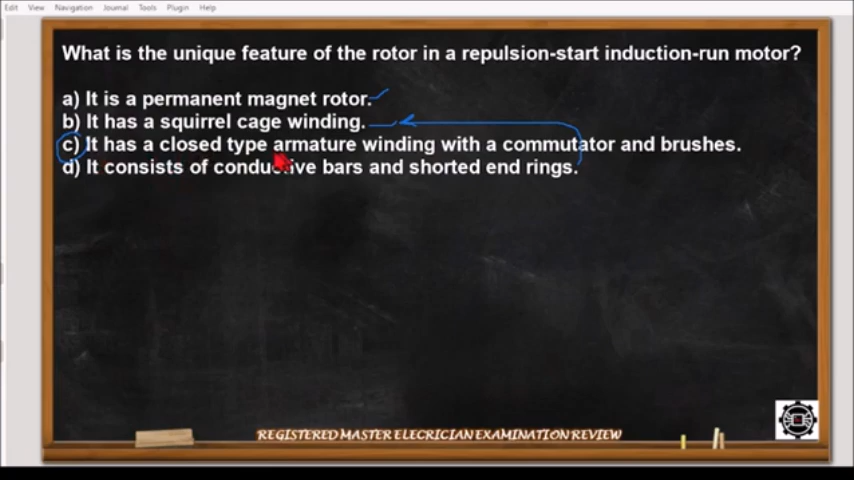 Edit View Navigation Journal Tools Plugin Help
What is the unique feature of the rotor in a repulsion-start induction-run motor?
a) It is a permanent magnet rotor.
b) It has a squirrel cage winding.
c) It has a closed type armature winding with a commutator and brushes.
d) It consists of conductive bars and shorted end rings.
REGISTERED MASTER ELECRICIAN EXAMINATION REVIEW